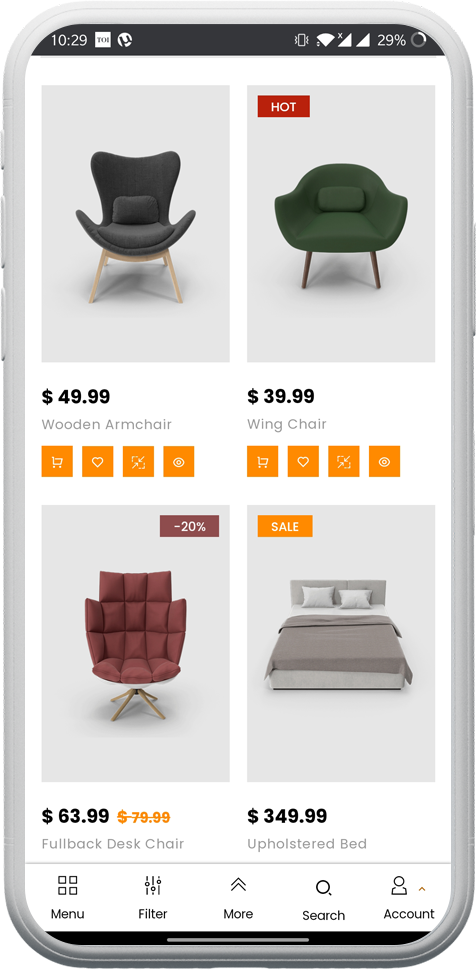 10:29 TOI 29%
HOT
$ 49.99 $ 39.99
Wooden Armchair Wing Chair
-20% SALE
$ 63.99 $ 79.99 $ 349.99
Fullback Desk Chair Upholstered Bed
Menu Filter More Search Account